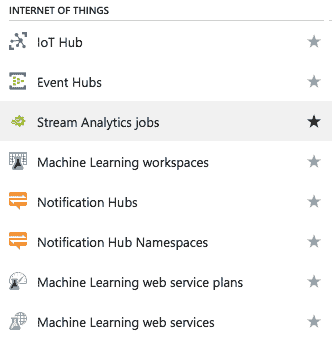 INTERNET OF THINGS
IoT Hub
Event Hubs
Stream Analytics jobs
Machine Learning workspaces
Notification Hubs
Notification Hub Namespaces
Machine Learning web service plans
Machine Learning web services